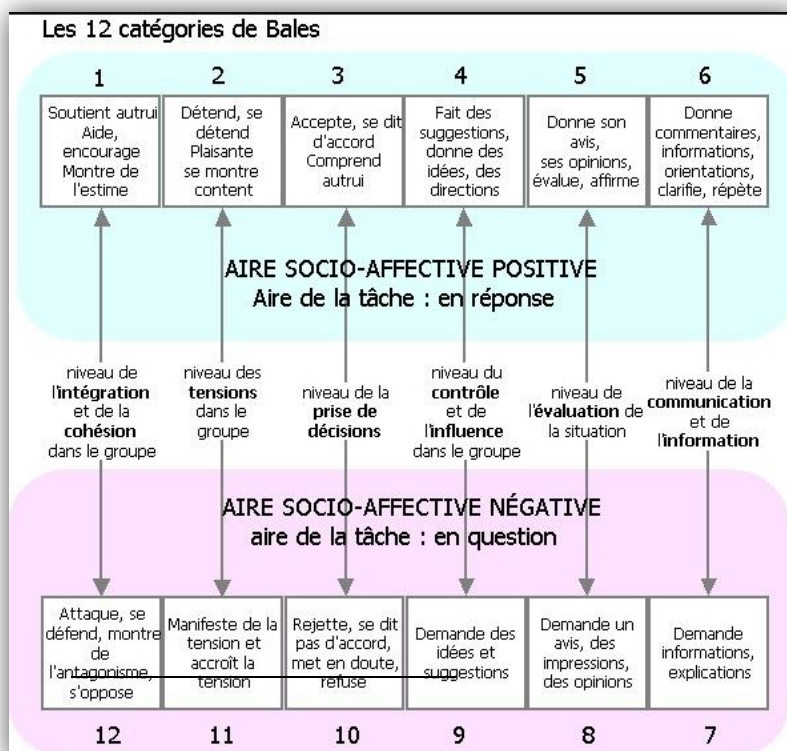 Les 12 catégories de Bales
1
2
3
4
5
6
Soutient autrui
Aide,
encourage
Montre de
l'estime
Détend, se
détend
Plaisante
se montre
content
Accepte, se dit
d'accord
Comprend
autrui
Fait des
suggestions,
donne des
idées, des
directions
Donne son
avis,
ses opinions,
évalue, affirme
Donne
commentaires,
informations,
orientations,
clarifie, répète
AIRE SOCIO-AFFECTIVE POSITIVE
Aire de la tâche : en réponse
niveau de
l'intégration
et de la
cohésion
dans le groupe
niveau des
tensions
dans le
groupe
niveau de la
prise de
décisions
niveau du
contrôle
et de
l'influence
dans le groupe
niveau de
l'évaluation de
la situation
niveau de la
communication
et de
l'information
AIRE SOCIO-AFFECTIVE NÉGATIVE
aire de la tâche : en question
Attaque, se
défend, montre
de
l'antagonisme,
s'oppose
Manifeste de la
tension et
accroît la
tension
Rejette, se dit
pas d'accord,
met en doute,
refuse
Demande des
idées et
suggestions
Demande un
avis, des
impressions,
des opinions
Demande
informations,
explications
12
11
10
9
8
7